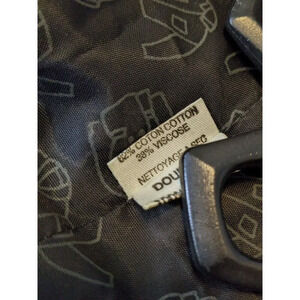 62% COTON COTTON
38% VISCOSE
NETTOYAGE A SEC
DOU